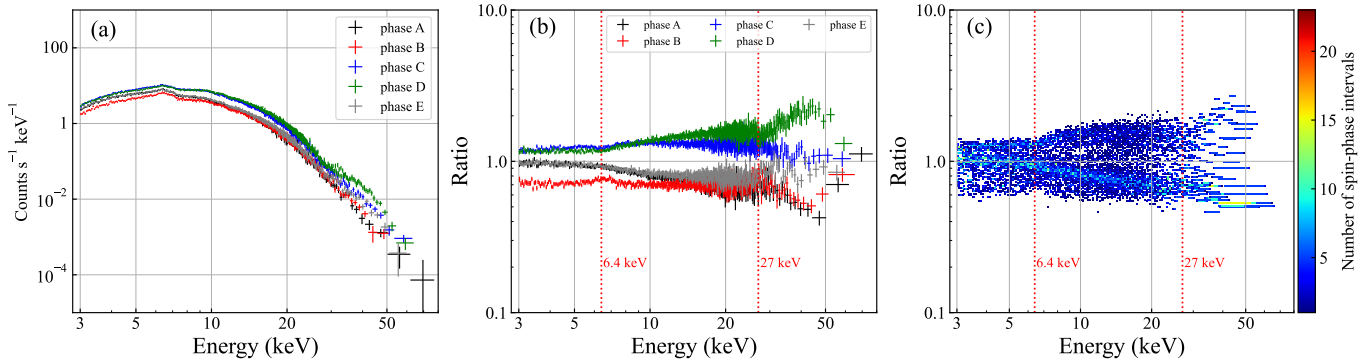 (a)
phase A
phase B
phase C
phase D
phase E
100
1
10⁻²
10⁻⁴
Counts s⁻¹ keV⁻¹
3 5 10 20 30 50
Energy (keV)
(b)
phase A phase C phase E
phase B phase D
10.0
1.0
0.1
Ratio
6.4 keV 27 keV
3 5 10 20 30 50
Energy (keV)
(c)
10.0
1.0
0.1
Ratio
6.4 keV 27 keV
3 5 10 20 30 50
Energy (keV)
20
15
10
5
Number of spin-phase intervals